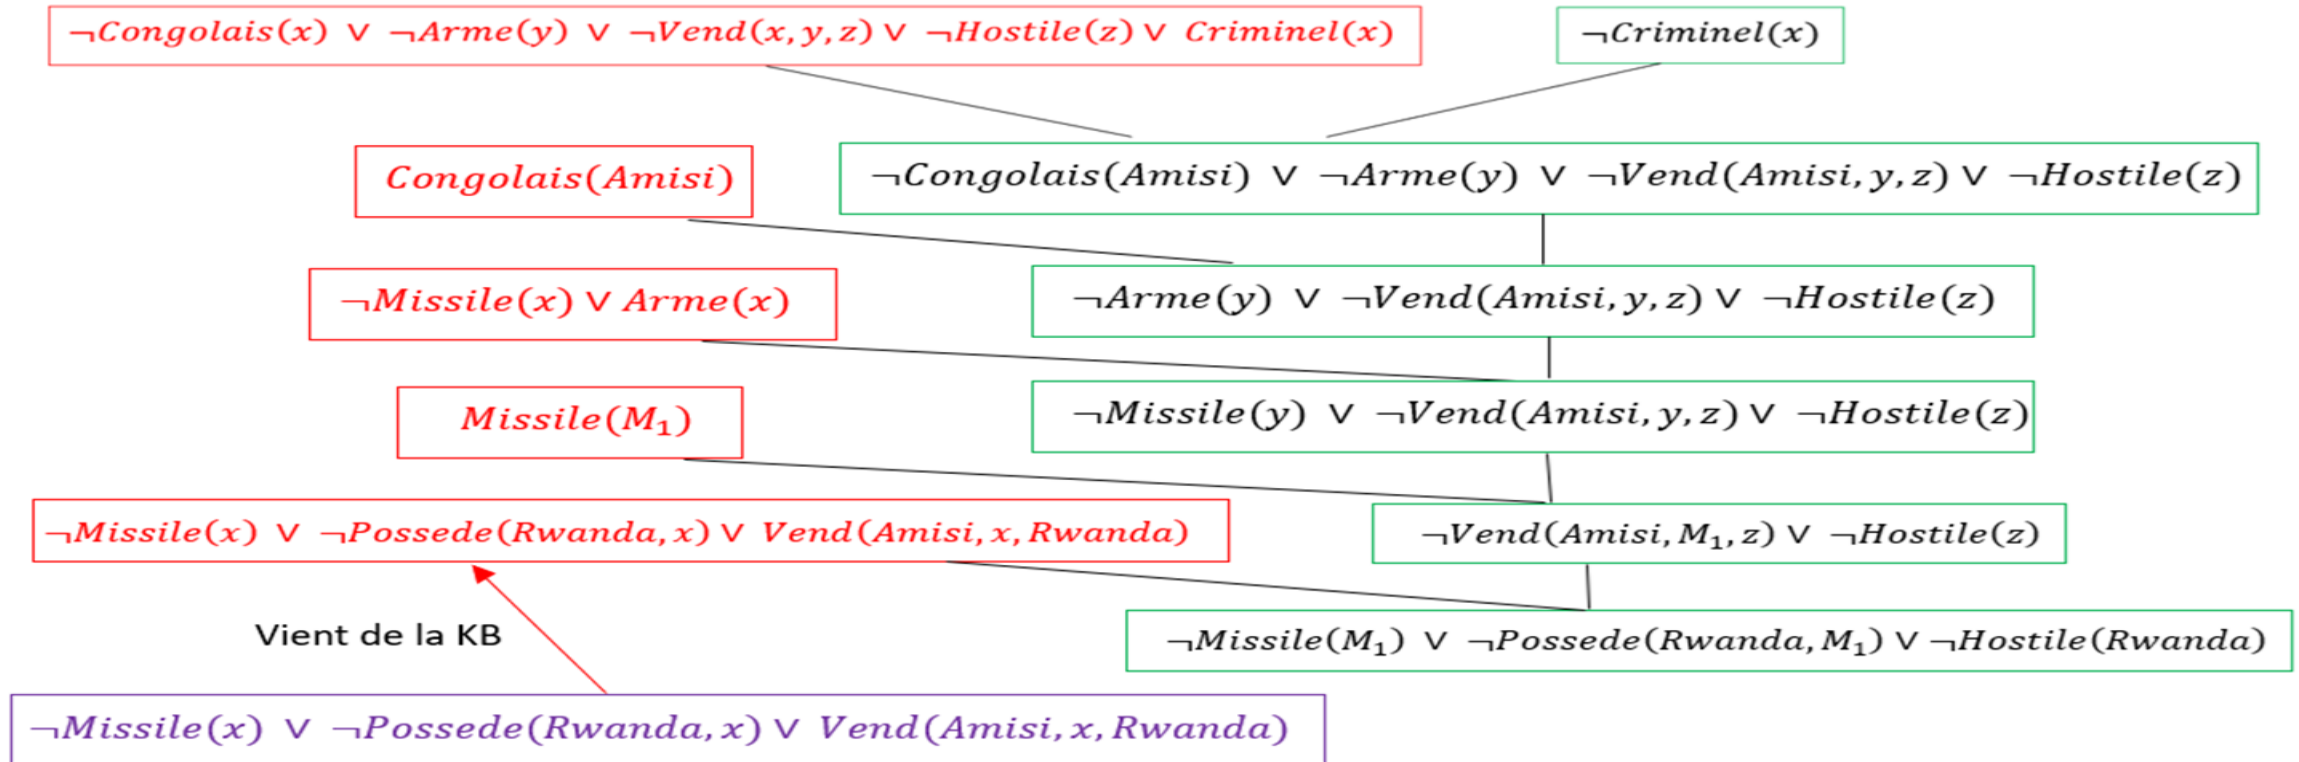 ¬Congolais(x) ∨ ¬Arme(y) ∨ ¬Vend(x, y, z) ∨ ¬Hostile(z) ∨ Criminel(x)
¬Criminel(x)
Congolais(Amisi)
¬Congolais(Amisi) ∨ ¬Arme(y) ∨ ¬Vend(Amisi, y, z) ∨ ¬Hostile(z)
¬Missile(x) ∨ Arme(x)
¬Arme(y) ∨ ¬Vend(Amisi, y, z) ∨ ¬Hostile(z)
Missile(M₁)
¬Missile(y) ∨ ¬Vend(Amisi, y, z) ∨ ¬Hostile(z)
¬Missile(x) ∨ ¬Possede(Rwanda, x) ∨ Vend(Amisi, x, Rwanda)
¬Vend(Amisi, M₁, z) ∨ ¬Hostile(z)
Vient de la KB
¬Missile(M₁) ∨ ¬Possede(Rwanda, M₁) ∨ ¬Hostile(Rwanda)
¬Missile(x) ∨ ¬Possede(Rwanda, x) ∨ Vend(Amisi, x, Rwanda)